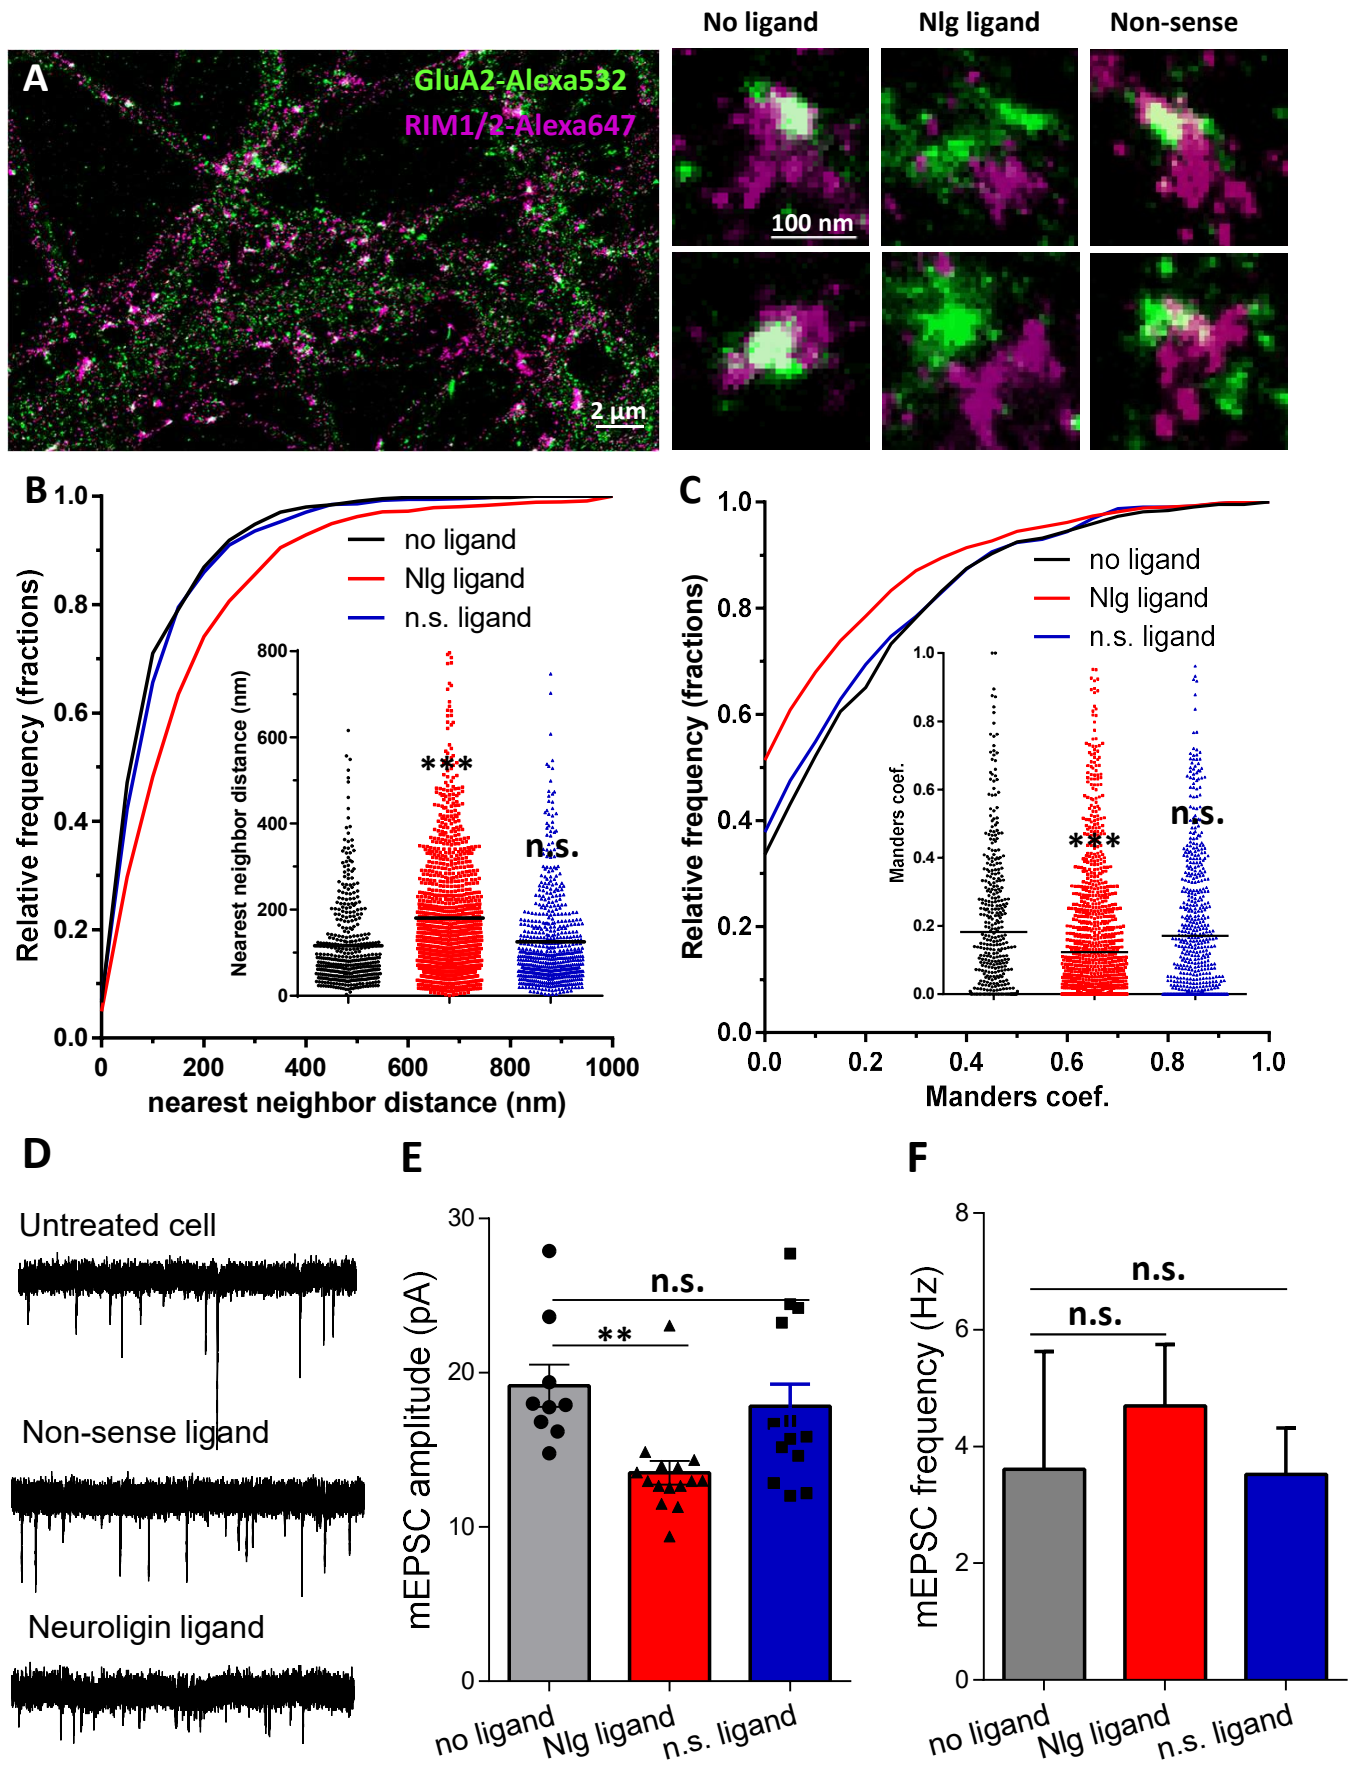 No ligand
Nlg ligand
Non-sense
A
GluA2-Alexa532
RIM1/2-Alexa647
2 µm
100 nm
B
1.0
0.8
0.6
0.4
0.2
0.0
Relative frequency (fractions)
no ligand
Nlg ligand
n.s. ligand
800
600
400
200
0
Nearest neighbor distance (nm)
***
n.s.
0
200
400
600
800
1000
nearest neighbor distance (nm)
C
1.0
0.8
0.6
0.4
0.2
0.0
Relative frequency (fractions)
no ligand
Nlg ligand
n.s. ligand
1.0
0.8
0.6
0.4
0.2
0.0
Manders coef.
***
n.s.
0.0
0.2
0.4
0.6
0.8
1.0
Manders coef.
D
Untreated cell
Non-sense ligand
Neuroligin ligand
E
30
20
10
0
mEPSC amplitude (pA)
n.s.
**
no ligand
Nlg ligand
n.s. ligand
F
8
6
4
2
0
mEPSC frequency (Hz)
n.s.
n.s.
no ligand
Nlg ligand
n.s. ligand